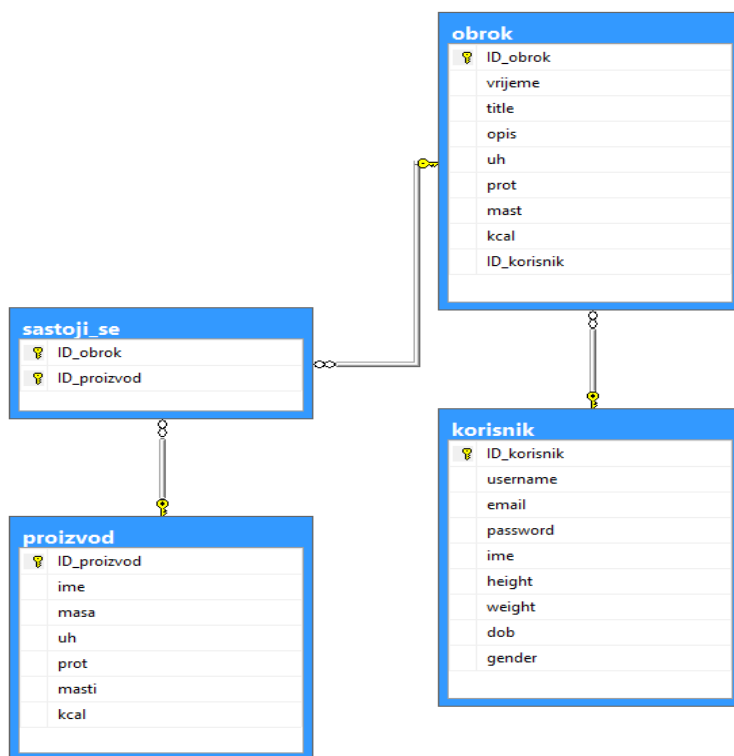 obrok
ID_obrok
vrijeme
title
opis
uh
prot
mast
kcal
ID_korisnik
sastoji_se
ID_obrok
ID_proizvod
korisnik
ID_korisnik
username
email
password
ime
height
weight
dob
gender
proizvod
ID_proizvod
ime
masa
uh
prot
masti
kcal